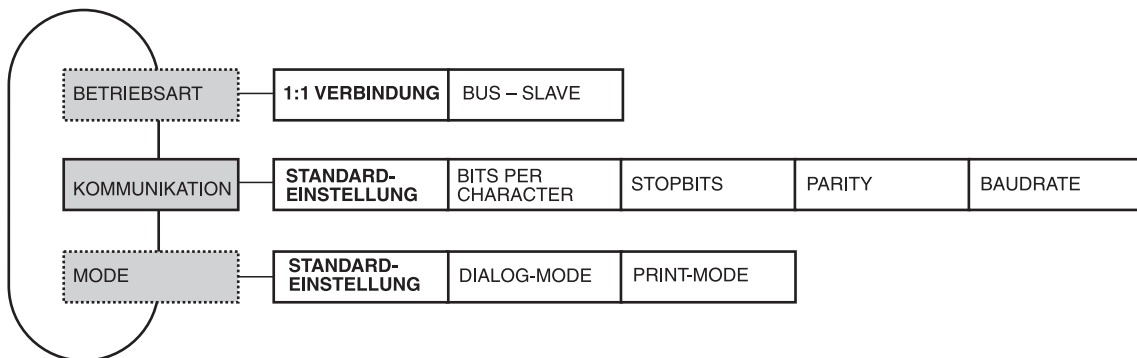 BETRIEBSART
1:1 VERBINDUNG
BUS – SLAVE
KOMMUNIKATION
STANDARD-
EINSTELLUNG
BITS PER
CHARACTER
STOPBITS
PARITY
BAUDRATE
MODE
STANDARD-
EINSTELLUNG
DIALOG-MODE
PRINT-MODE